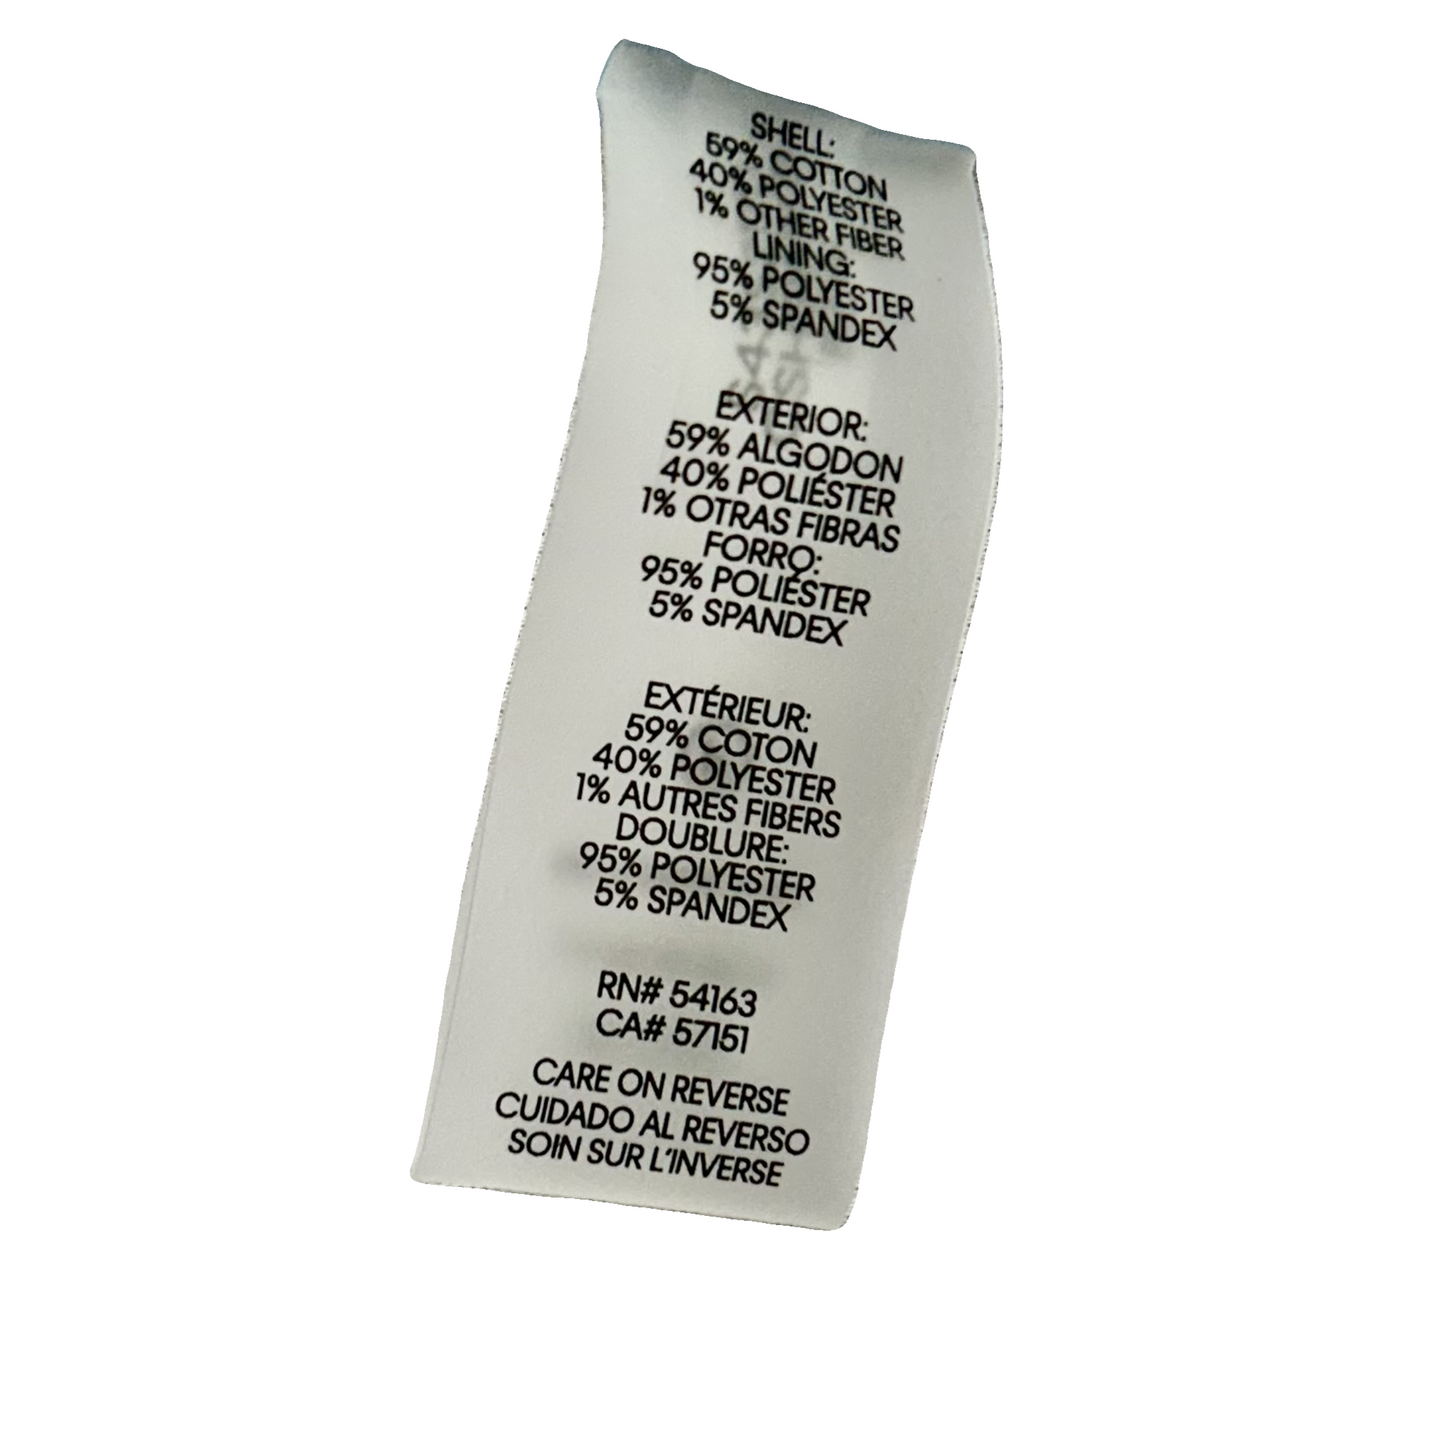 SHELL:
59% COTTON
40% POLYESTER
1% OTHER FIBER
LINING:
95% POLYESTER
5% SPANDEX
EXTERIOR:
59% ALGODON
40% POLIÉSTER
1% OTRAS FIBRAS
FORRO:
95% POLIÉSTER
5% SPANDEX
EXTÉRIEUR:
59% COTON
40% POLYESTER
1% AUTRES FIBERS
DOUBLURE:
95% POLYESTER
5% SPANDEX
RN# 54163
CA# 57151
CARE ON REVERSE
CUIDADO AL REVERSO
SOIN SUR L'INVERSE